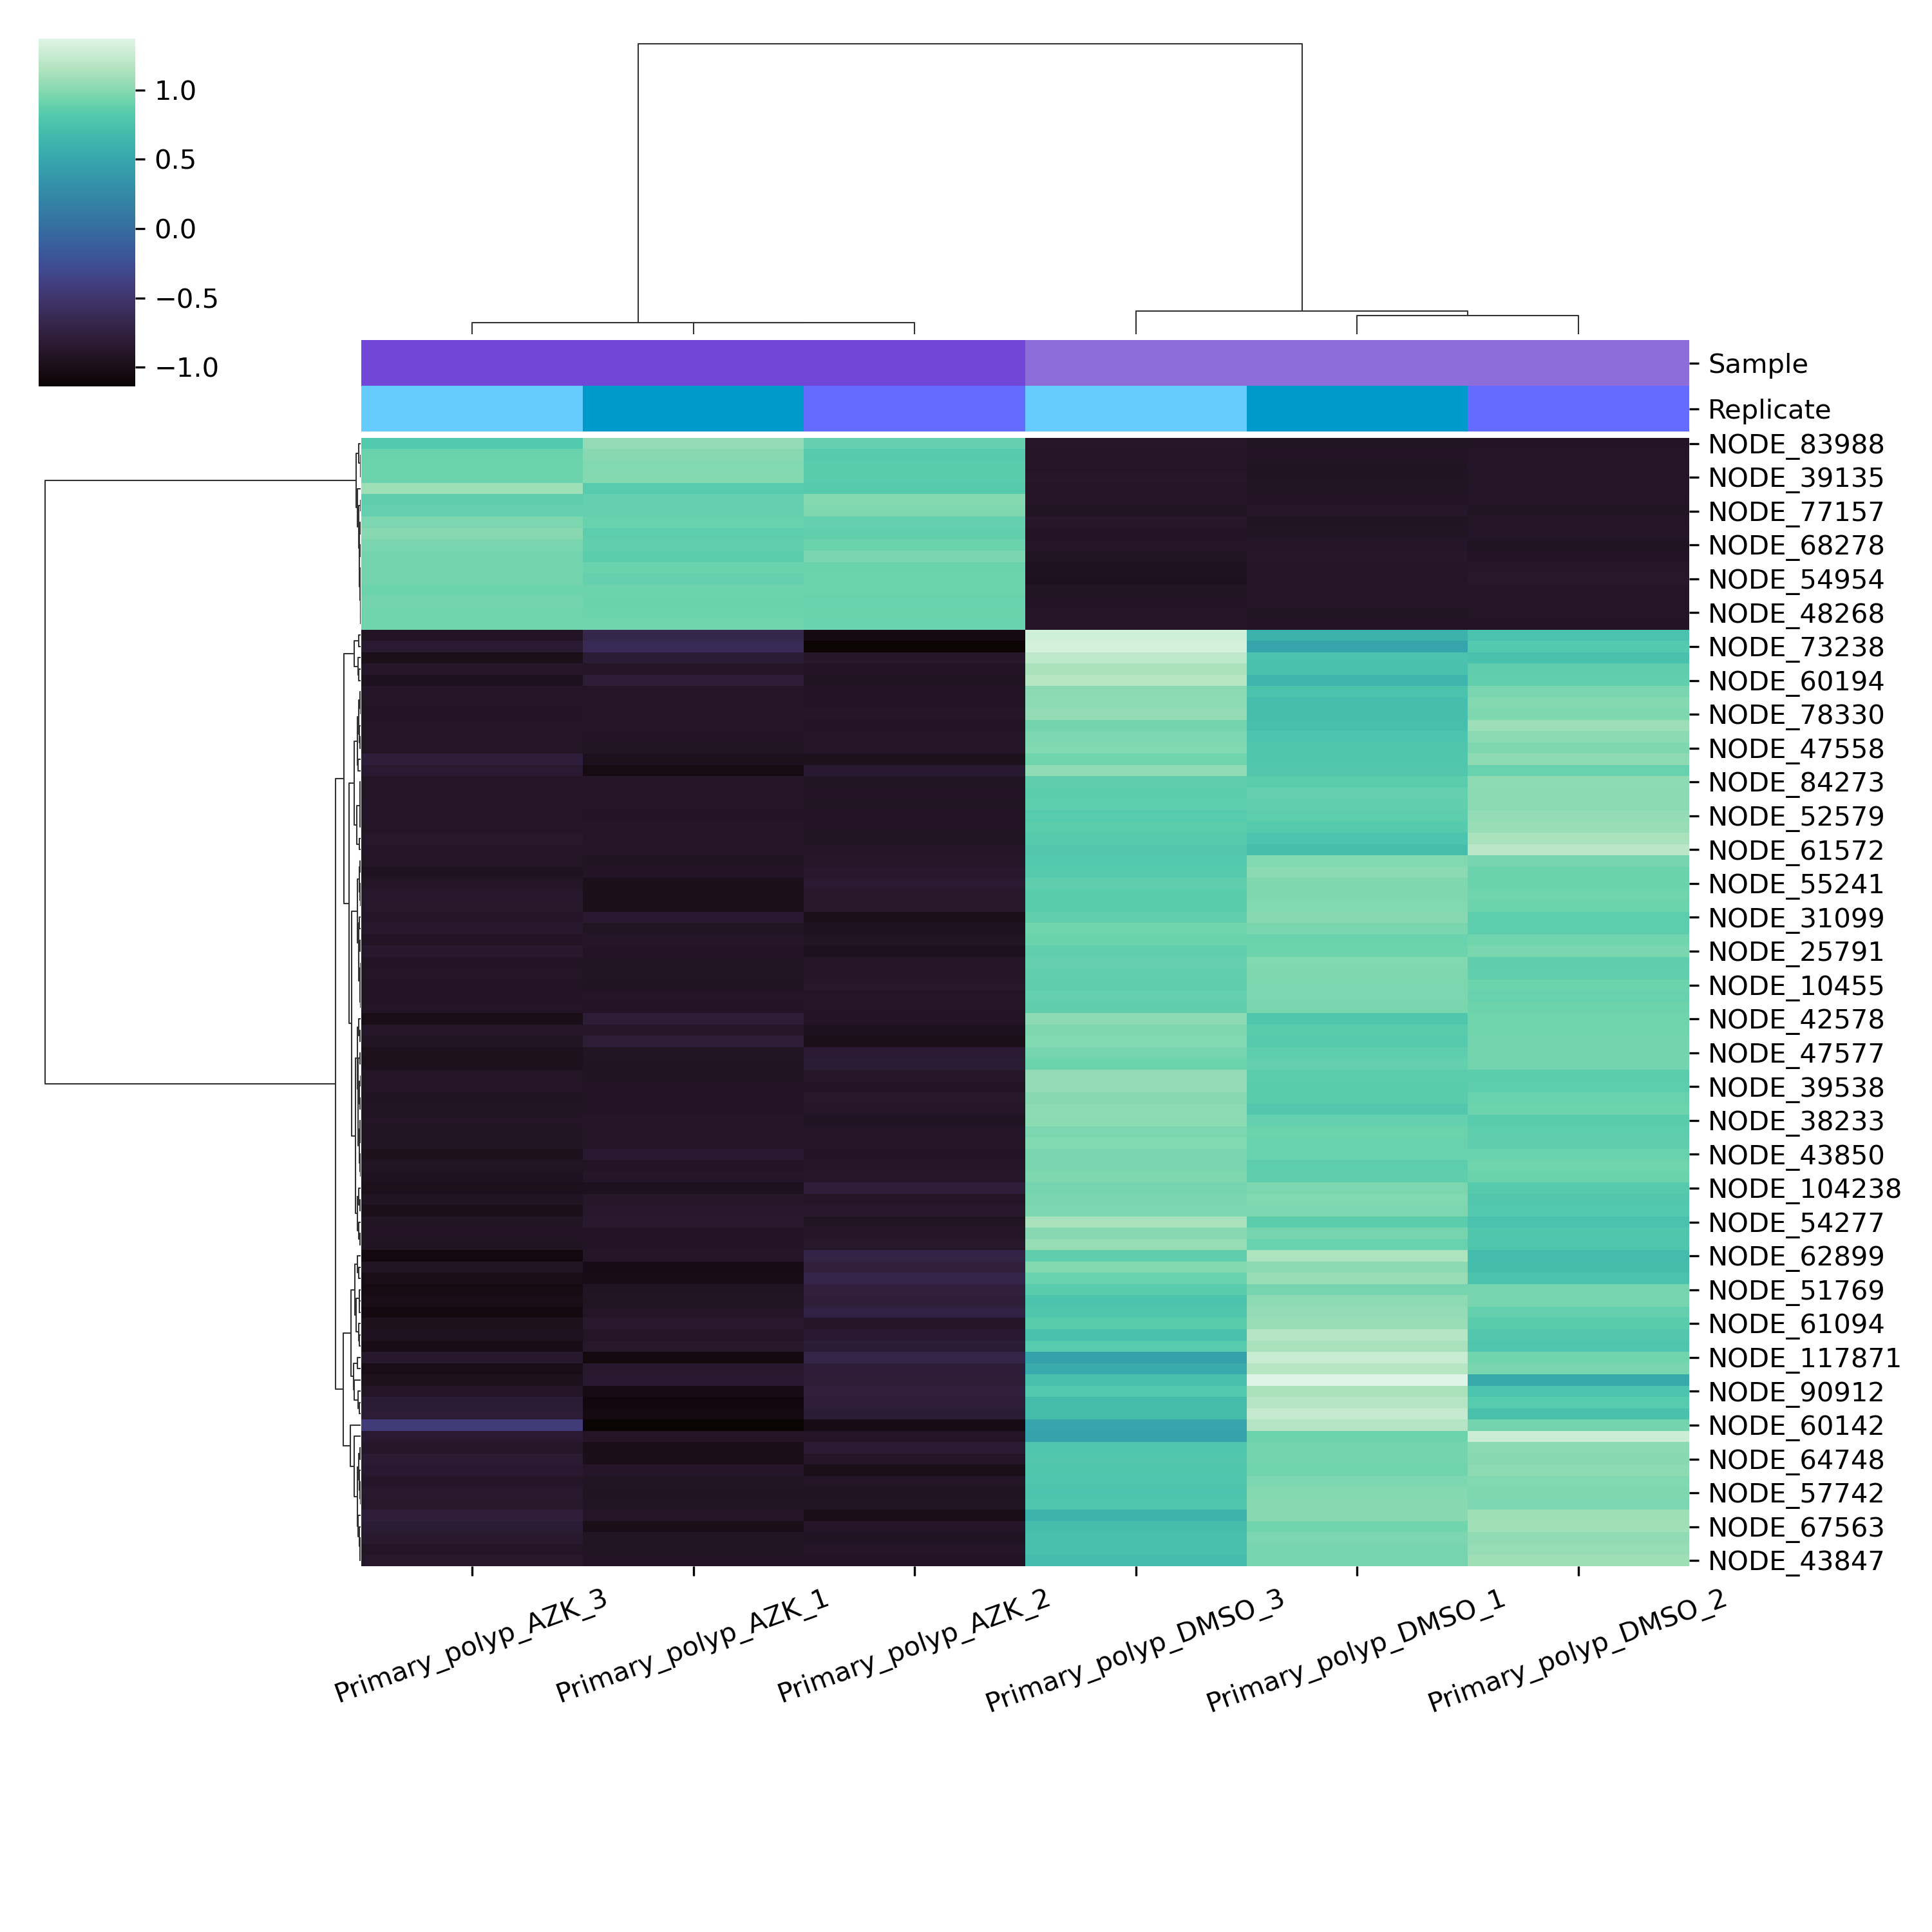 1.0
0.5
0.0
−0.5
−1.0
Sample
Replicate
NODE_83988
NODE_39135
NODE_77157
NODE_68278
NODE_54954
NODE_48268
NODE_73238
NODE_60194
NODE_78330
NODE_47558
NODE_84273
NODE_52579
NODE_61572
NODE_55241
NODE_31099
NODE_25791
NODE_10455
NODE_42578
NODE_47577
NODE_39538
NODE_38233
NODE_43850
NODE_104238
NODE_54277
NODE_62899
NODE_51769
NODE_61094
NODE_117871
NODE_90912
NODE_60142
NODE_64748
NODE_57742
NODE_67563
NODE_43847
Primary_polyp_AZK_3
Primary_polyp_AZK_1
Primary_polyp_AZK_2
Primary_polyp_DMSO_3
Primary_polyp_DMSO_1
Primary_polyp_DMSO_2